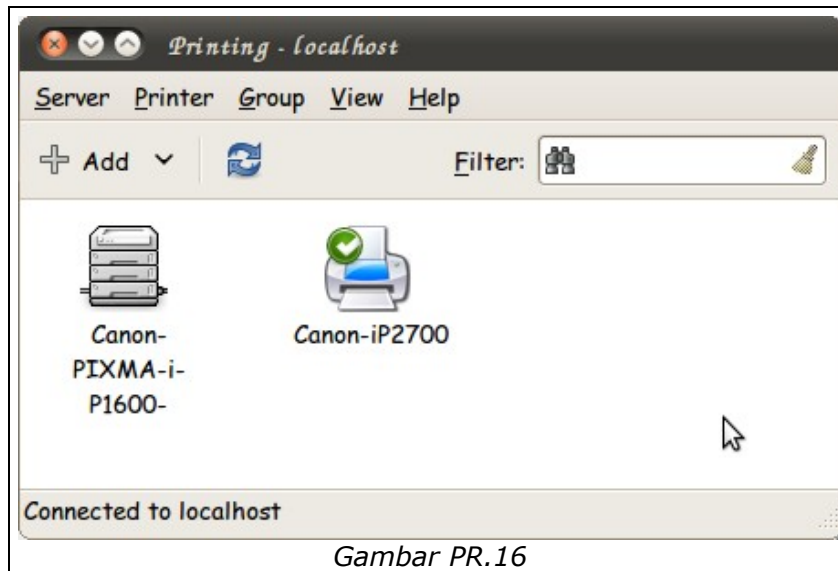 Printing - localhost
Server Printer Group View Help
Add Filter:
Canon-
PIXMA-i-
P1600-
Canon-iP2700
Connected to localhost
Gambar PR.16